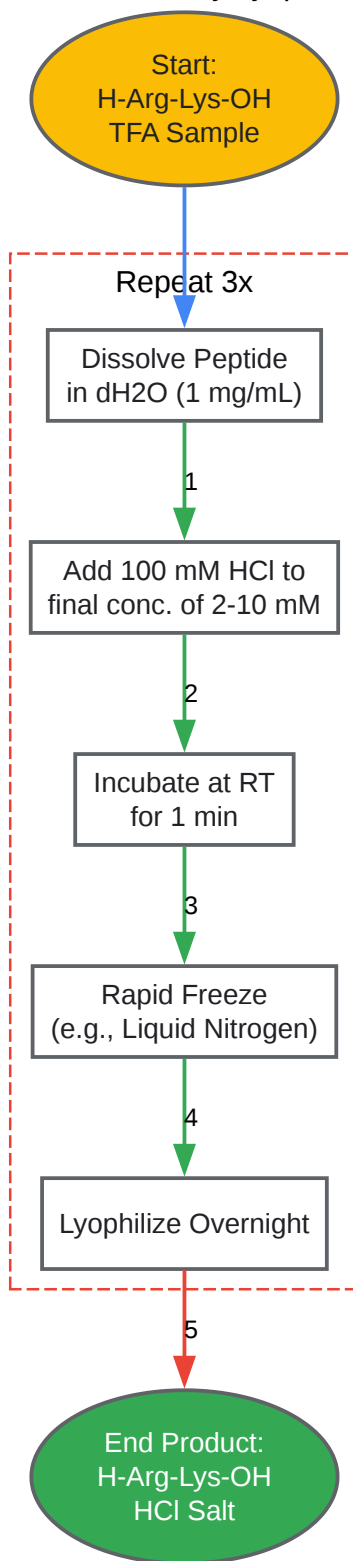 Start:
H-Arg-Lys-OH
TFA Sample
Repeat 3x
Dissolve Peptide
in dH2O (1 mg/mL)
1
Add 100 mM HCl to
final conc. of 2-10 mM
2
Incubate at RT
for 1 min
3
Rapid Freeze
(e.g., Liquid Nitrogen)
4
Lyophilize Overnight
5
End Product:
H-Arg-Lys-OH
HCl Salt